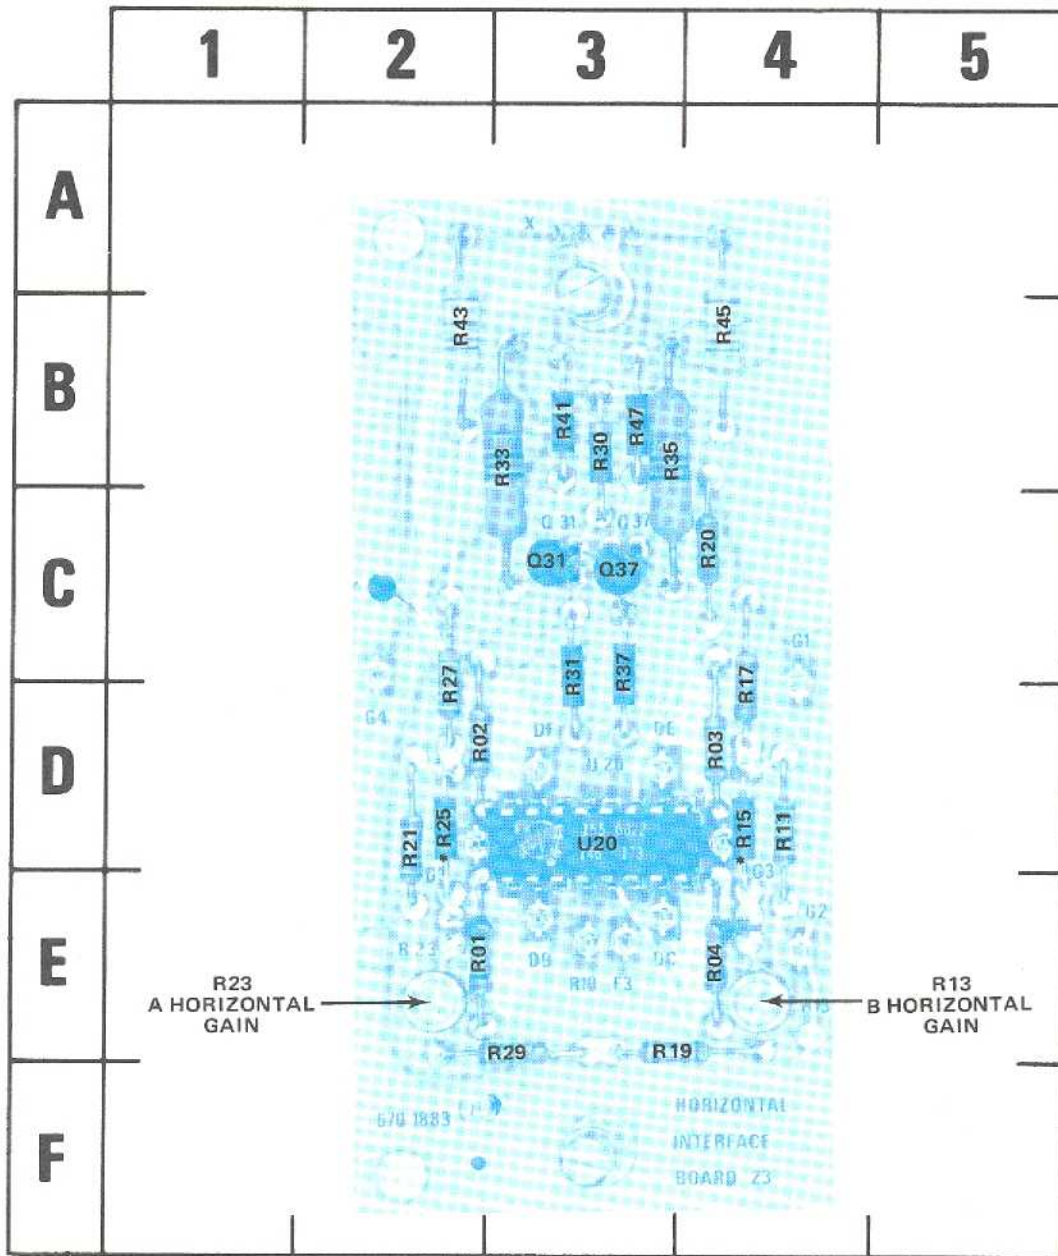 1 2 3 4 5
A
X
R43 R45
B
R41 R30 R47
R33 R35
Q 31 Q 37
R20
Q31 Q37
C
G1
R27 R31 R37 R17
G4
R02 DF DE R03
D
R21 * R25 U20 * R15 R11
G3
G2
R 23 R01 DD DC R04
E
R23
A HORIZONTAL
GAIN
R13
B HORIZONTAL
GAIN
R29 R19
670 1883
HORIZONTAL
INTERFACE
BOARD Z3
F